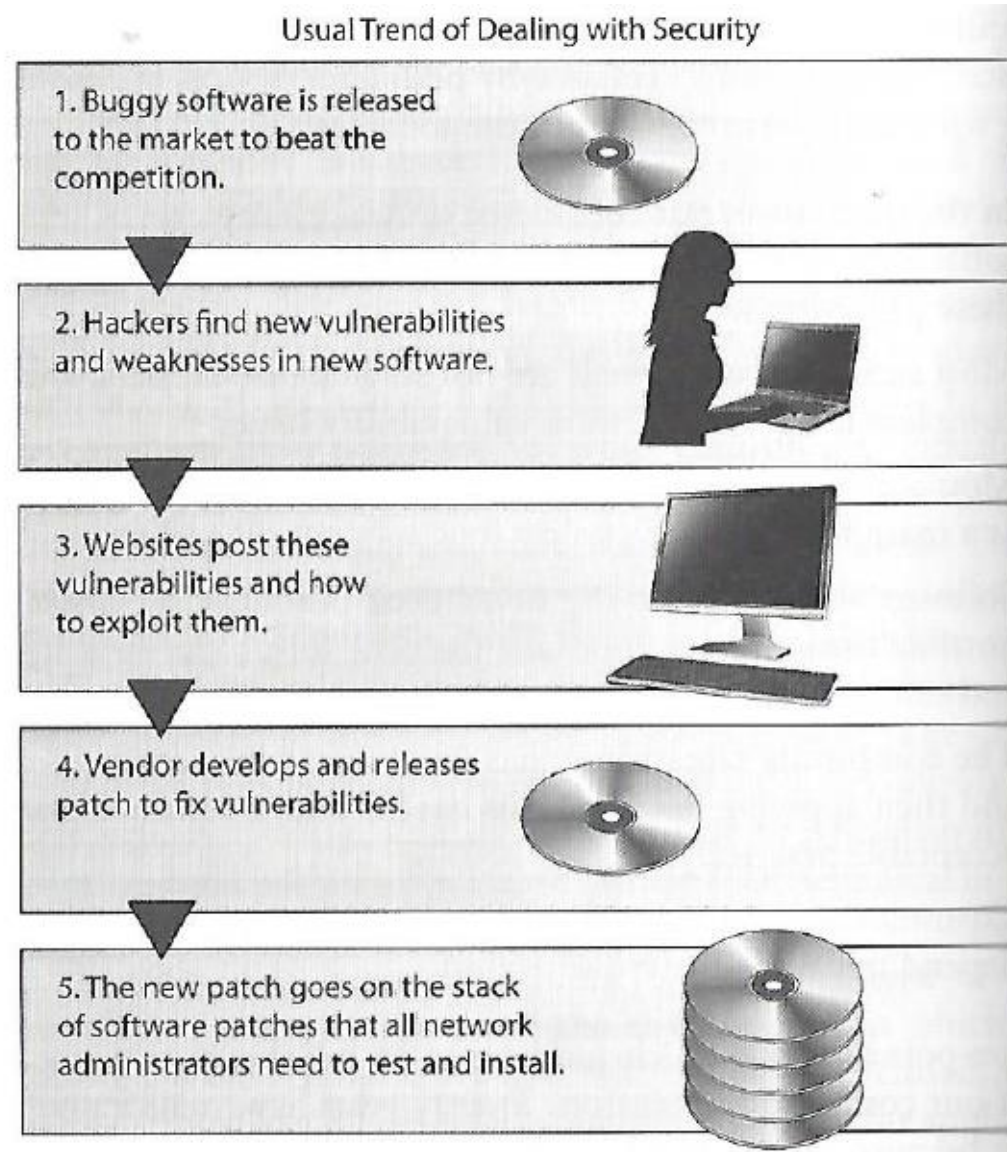 Usual Trend of Dealing with Security
1. Buggy software is released
to the market to beat the
competition.
2. Hackers find new vulnerabilities
and weaknesses in new software.
3. Websites post these
vulnerabilities and how
to exploit them.
4. Vendor develops and releases
patch to fix vulnerabilities.
5. The new patch goes on the stack
of software patches that all network
administrators need to test and install.